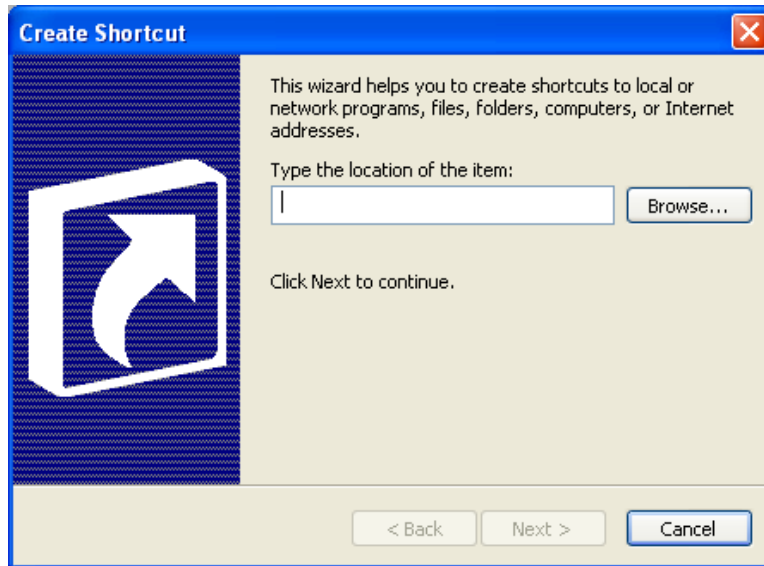 Create Shortcut
This wizard helps you to create shortcuts to local or
network programs, files, folders, computers, or Internet
addresses.
Type the location of the item:
Browse...
Click Next to continue.
< Back
Next >
Cancel